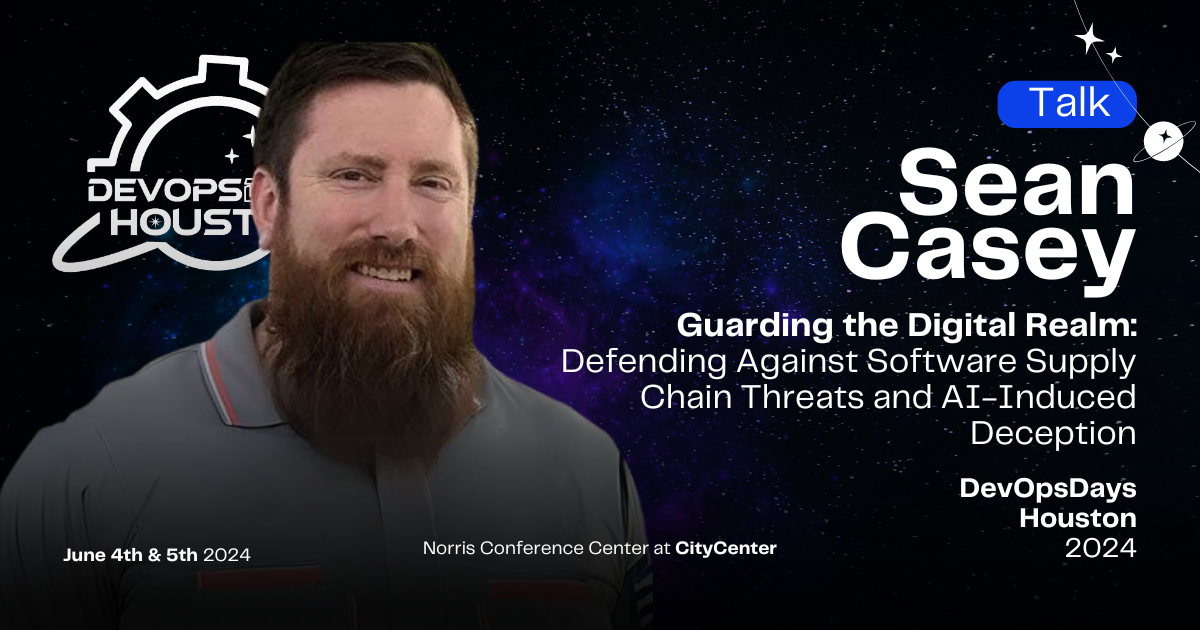 DEVOPS
HOUST
Talk
Sean
Casey
Guarding the Digital Realm:
Defending Against Software Supply
Chain Threats and AI-Induced
Deception
DevOpsDays
Houston
2024
June 4th & 5th 2024
Norris Conference Center at CityCenter